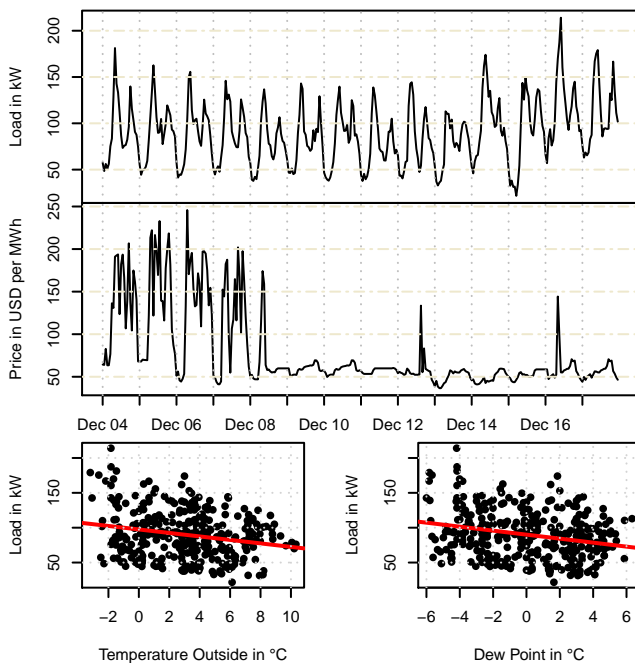 Load in kW
200
150
100
50
Price in USD per MWh
250
200
150
100
50
Dec 04
Dec 06
Dec 08
Dec 10
Dec 12
Dec 14
Dec 16
Load in kW
150
50
−2
0
2
4
6
8
10
Temperature Outside in °C
Load in kW
150
50
−6
−4
−2
0
2
4
6
Dew Point in °C